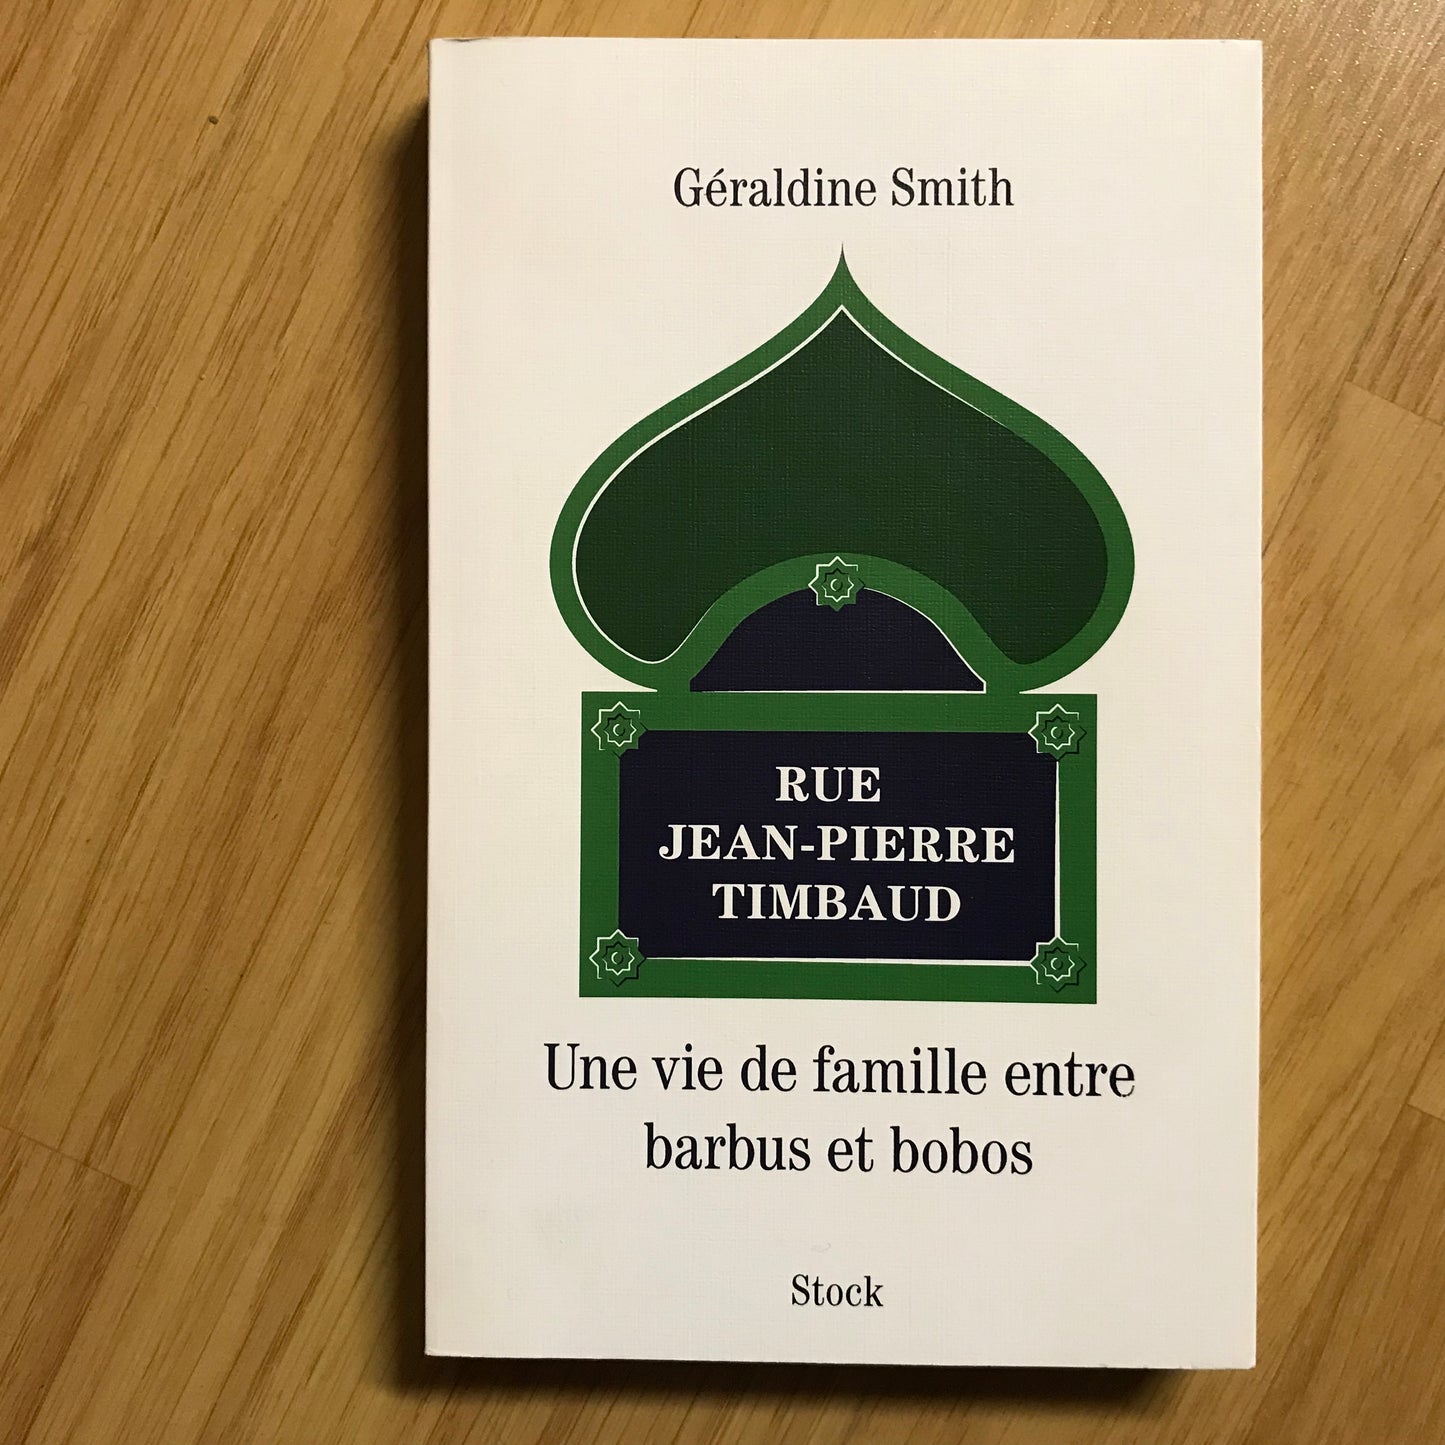 Géraldine Smith
RUE
JEAN-PIERRE
TIMBAUD
Une vie de famille entre
barbus et bobos
Stock